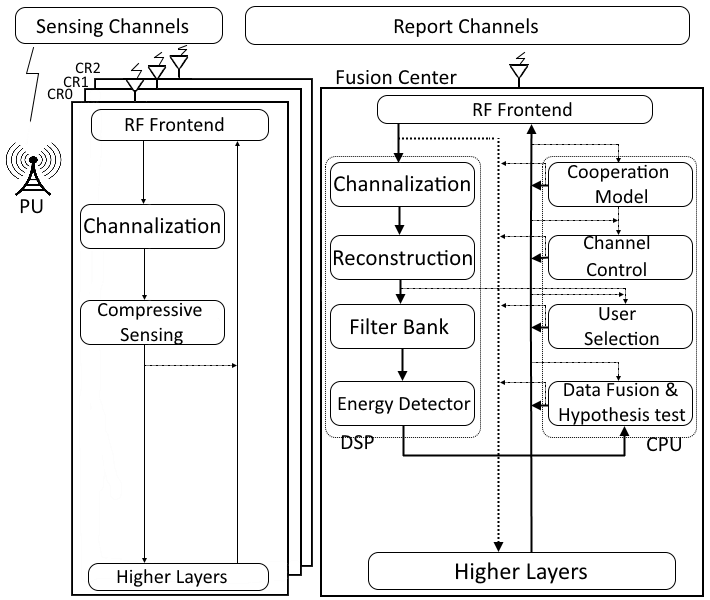 Sensing Channels
Report Channels
CR2
CR1
CR0
Fusion Center
RF Frontend
RF Frontend
PU
Channalization
Compressive
Sensing
Higher Layers
Channalization
Reconstruction
Filter Bank
Energy Detector
DSP
Cooperation
Model
Channel
Control
User
Selection
Data Fusion &
Hypothesis test
CPU
Higher Layers